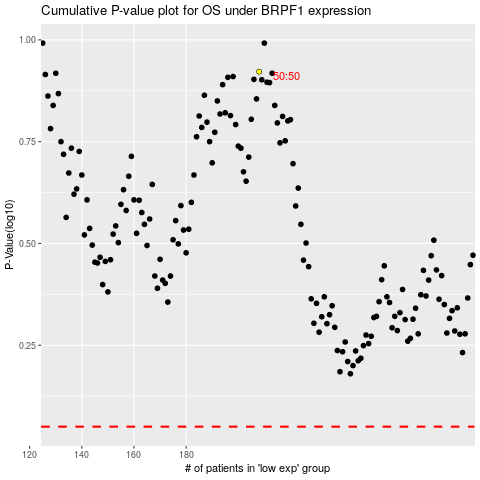 Cumulative P-value plot for OS under BRPF1 expression
1.00
50:50
0.75
P-Value(log10)
0.50
0.25
120 140 160 180
# of patients in 'low exp' group